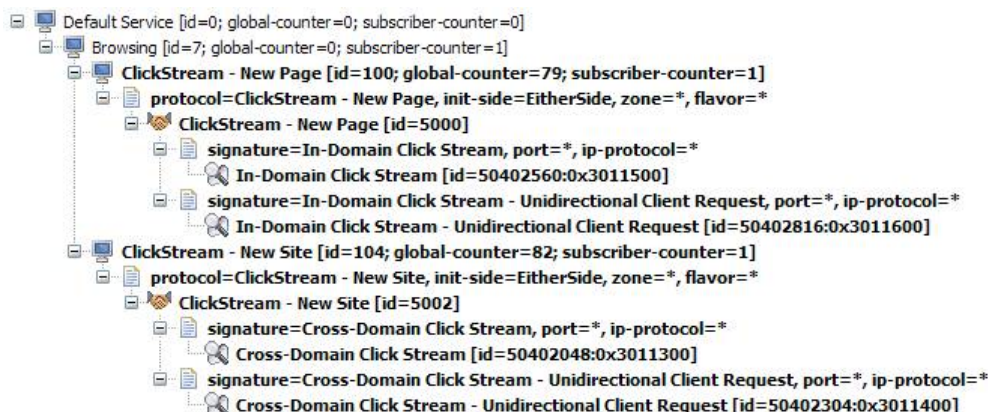 Default Service [id=0; global-counter=0; subscriber-counter=0]
Browsing [id=7; global-counter=0; subscriber-counter=1]
ClickStream - New Page [id=100; global-counter=79; subscriber-counter=1]
protocol=ClickStream - New Page, init-side=EitherSide, zone=*, flavor=*
ClickStream - New Page [id=5000]
signature=In-Domain Click Stream, port=*, ip-protocol=*
In-Domain Click Stream [id=50402560:0x3011500]
signature=In-Domain Click Stream - Unidirectional Client Request, port=*, ip-protocol=*
In-Domain Click Stream - Unidirectional Client Request [id=50402816:0x3011600]
ClickStream - New Site [id=104; global-counter=82; subscriber-counter=1]
protocol=ClickStream - New Site, init-side=EitherSide, zone=*, flavor=*
ClickStream - New Site [id=5002]
signature=Cross-Domain Click Stream, port=*, ip-protocol=*
Cross-Domain Click Stream [id=50402048:0x3011300]
signature=Cross-Domain Click Stream - Unidirectional Client Request, port=*, ip-protocol=*
Cross-Domain Click Stream - Unidirectional Client Request [id=50402304:0x3011400]